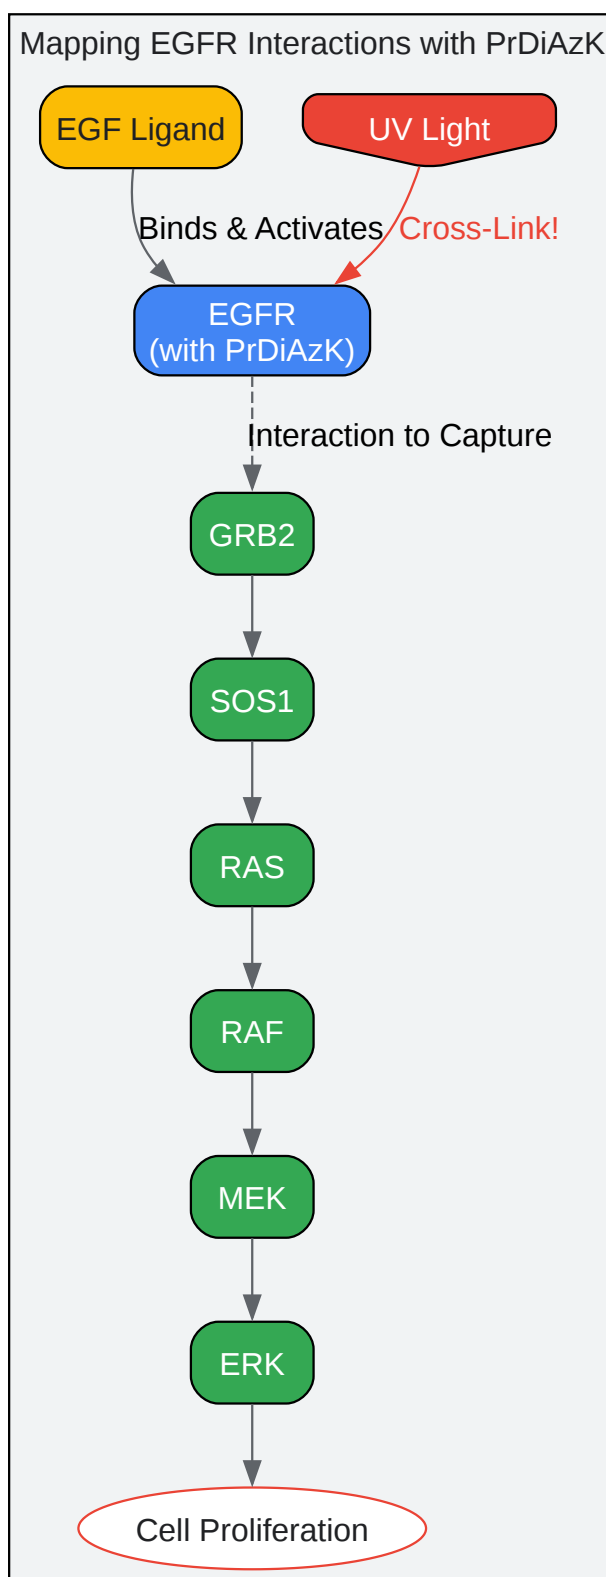 Mapping EGFR Interactions with PrDiAzK
EGF Ligand
UV Light
Binds & Activates
Cross-Link!
EGFR
(with PrDiAzK)
Interaction to Capture
GRB2
SOS1
RAS
RAF
MEK
ERK
Cell Proliferation